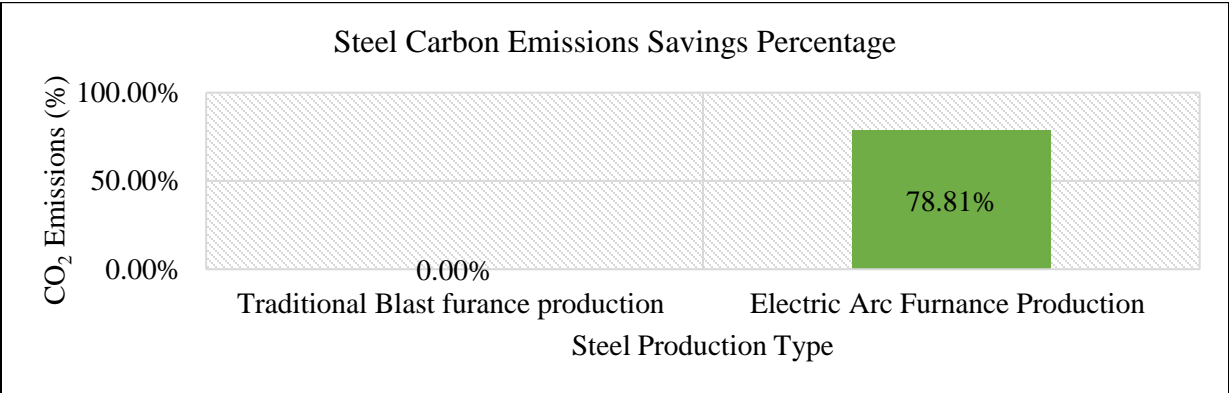 Steel Carbon Emissions Savings Percentage
CO₂ Emissions (%)
100.00%
50.00%
0.00%
0.00%
78.81%
Traditional Blast furance production
Electric Arc Furnance Production
Steel Production Type